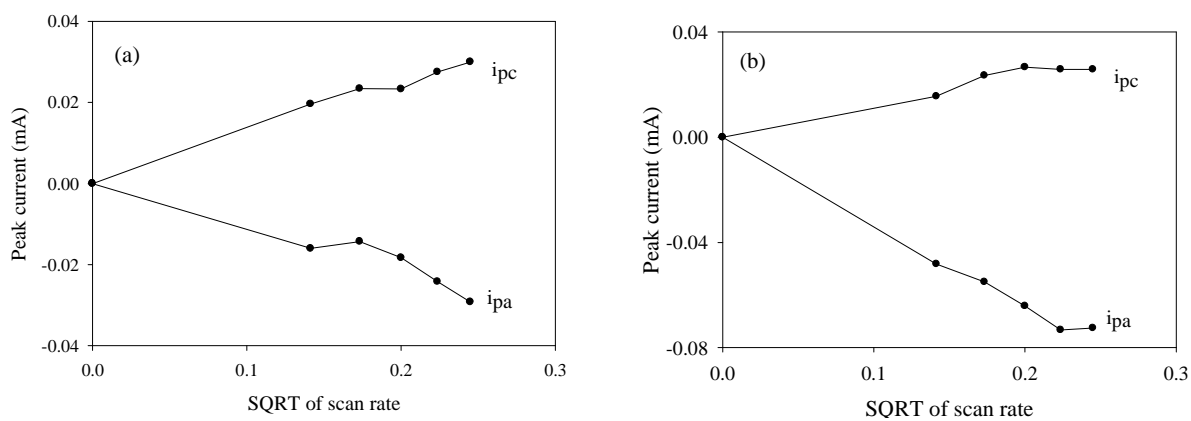 (a)
0.04
0.02
0.00
-0.02
-0.04
Peak current (mA)
ipc
ipa
0.0 0.1 0.2 0.3
SQRT of scan rate
(b)
0.04
0.00
-0.04
-0.08
Peak current (mA)
ipc
ipa
0.0 0.1 0.2 0.3
SQRT of scan rate